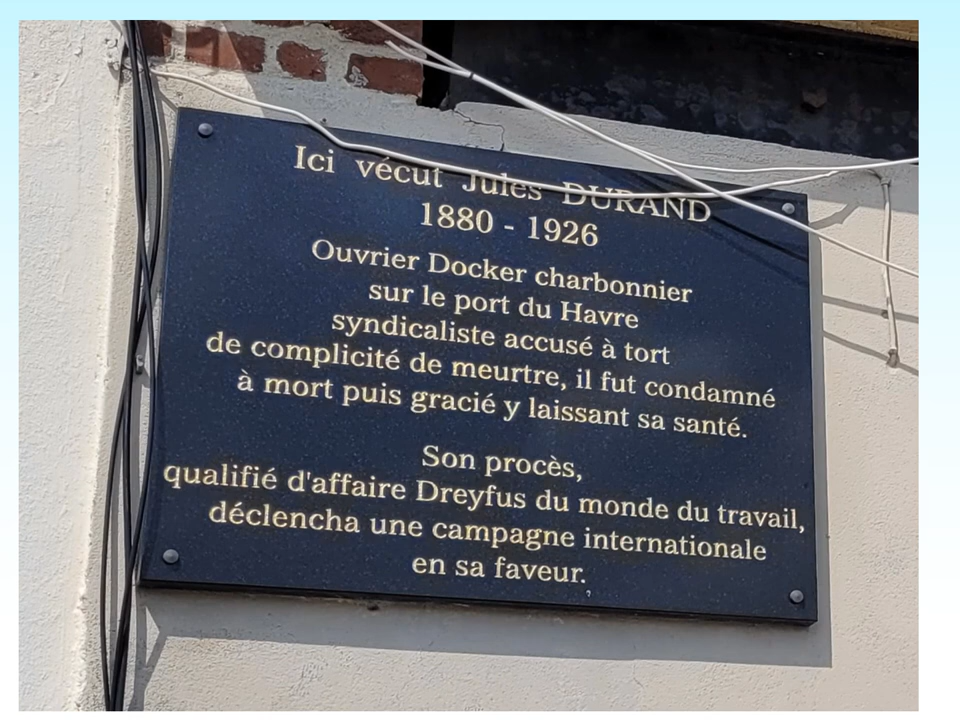 Ici vécut Jules DURAND
1880 - 1926
Ouvrier Docker charbonnier
sur le port du Havre
syndicaliste accusé à tort
de complicité de meurtre, il fut condamné
à mort puis gracié y laissant sa santé.
Son procès,
qualifié d'affaire Dreyfus du monde du travail,
déclencha une campagne internationale
en sa faveur.